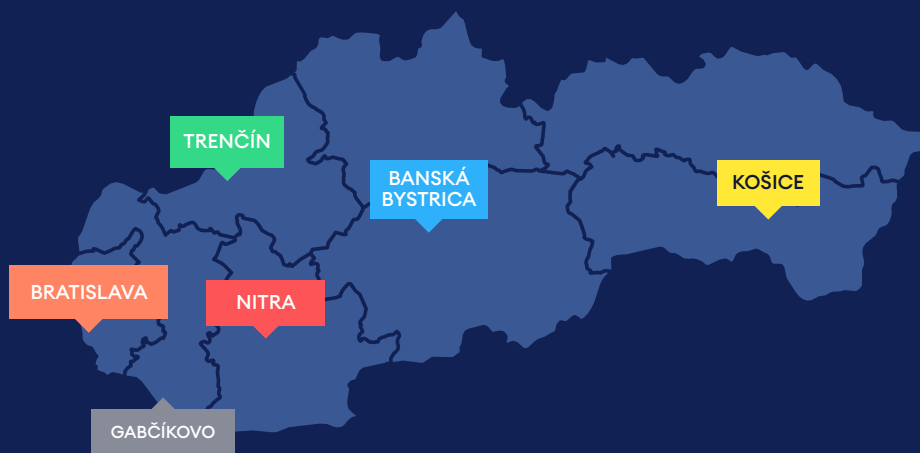 TRENČÍN
BANSKÁ
BYSTRICA
KOŠICE
BRATISLAVA
NITRA
GABČÍKOVO